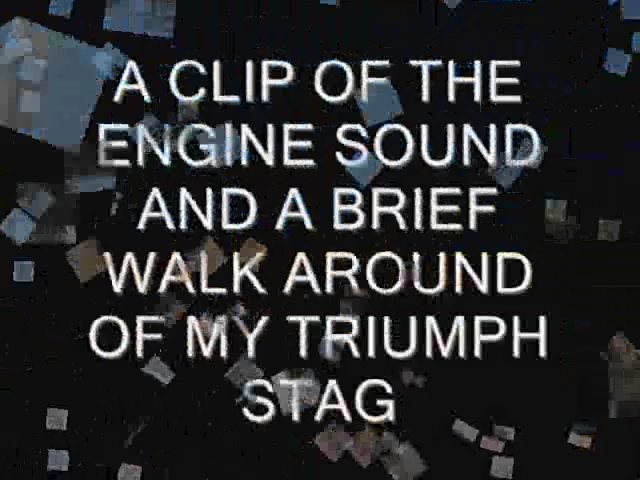 A CLIP OF THE
ENGINE SOUND
AND A BRIEF
WALK AROUND
OF MY TRIUMPH
STAG